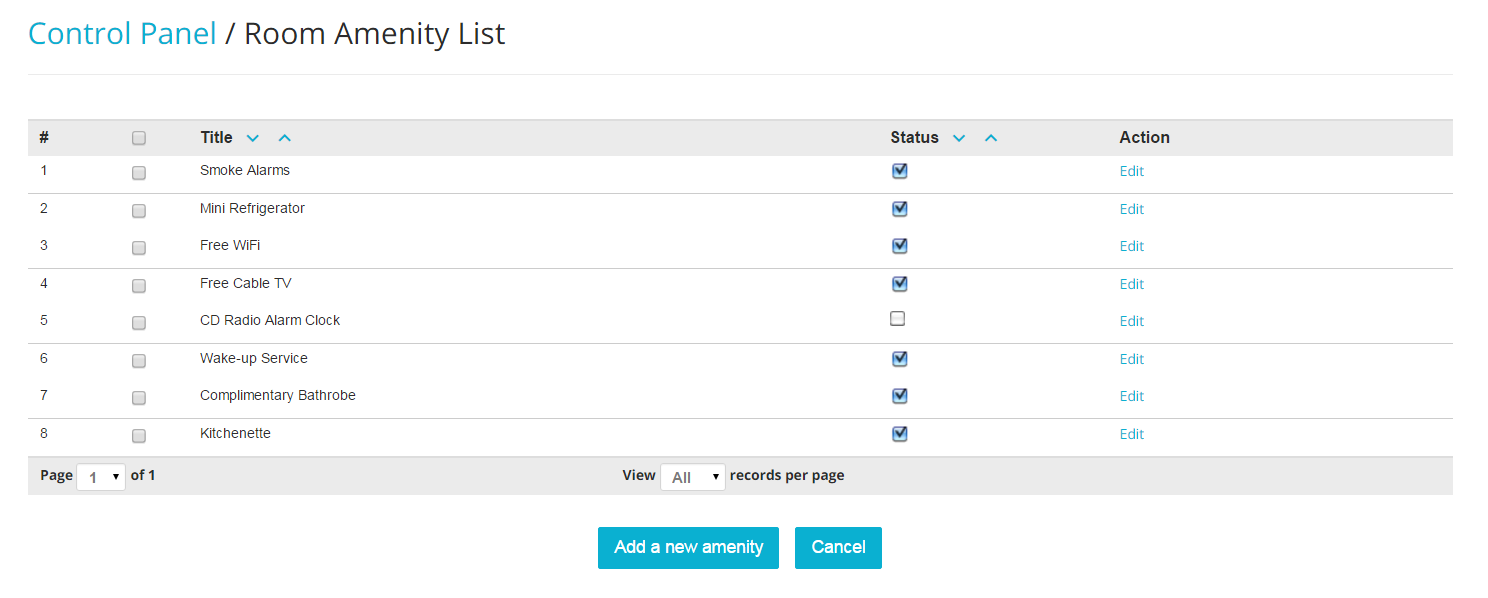 Control Panel / Room Amenity List
# Title Status Action
1 Smoke Alarms Edit
2 Mini Refrigerator Edit
3 Free WiFi Edit
4 Free Cable TV Edit
5 CD Radio Alarm Clock Edit
6 Wake-up Service Edit
7 Complimentary Bathrobe Edit
8 Kitchenette Edit
Page 1 of 1 View All records per page
Add a new amenity Cancel